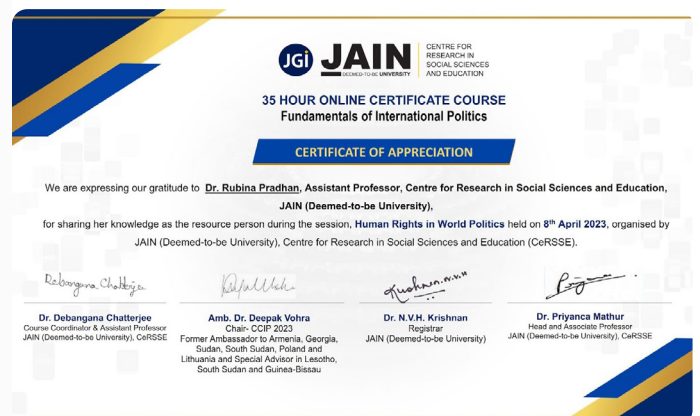 JGi JAIN
DEEMED-TO-BE UNIVERSITY
CENTRE FOR
RESEARCH IN
SOCIAL SCIENCES
AND EDUCATION
35 HOUR ONLINE CERTIFICATE COURSE
Fundamentals of International Politics
CERTIFICATE OF APPRECIATION
We are expressing our gratitude to Dr. Rubina Pradhan, Assistant Professor, Centre for Research in Social Sciences and Education,
JAIN (Deemed-to-be University),
for sharing her knowledge as the resource person during the session, Human Rights in World Politics held on 8th April 2023, organised by
JAIN (Deemed-to-be University), Centre for Research in Social Sciences and Education (CeRSSE).
Debangana Chatterjee
Dr. Debangana Chatterjee
Course Coordinator & Assistant Professor
JAIN (Deemed-to-be University), CeRSSE
Amb. Dr. Deepak Vohra
Chair- CCIP 2023
Former Ambassador to Armenia, Georgia,
Sudan, South Sudan, Poland and
Lithuania and Special Advisor in Lesotho,
South Sudan and Guinea-Bissau
Krishnan.N.V.H
Dr. N.V.H. Krishnan
Registrar
JAIN (Deemed-to-be University)
Dr. Priyanca Mathur
Head and Associate Professor
JAIN (Deemed-to-be University), CeRSSE